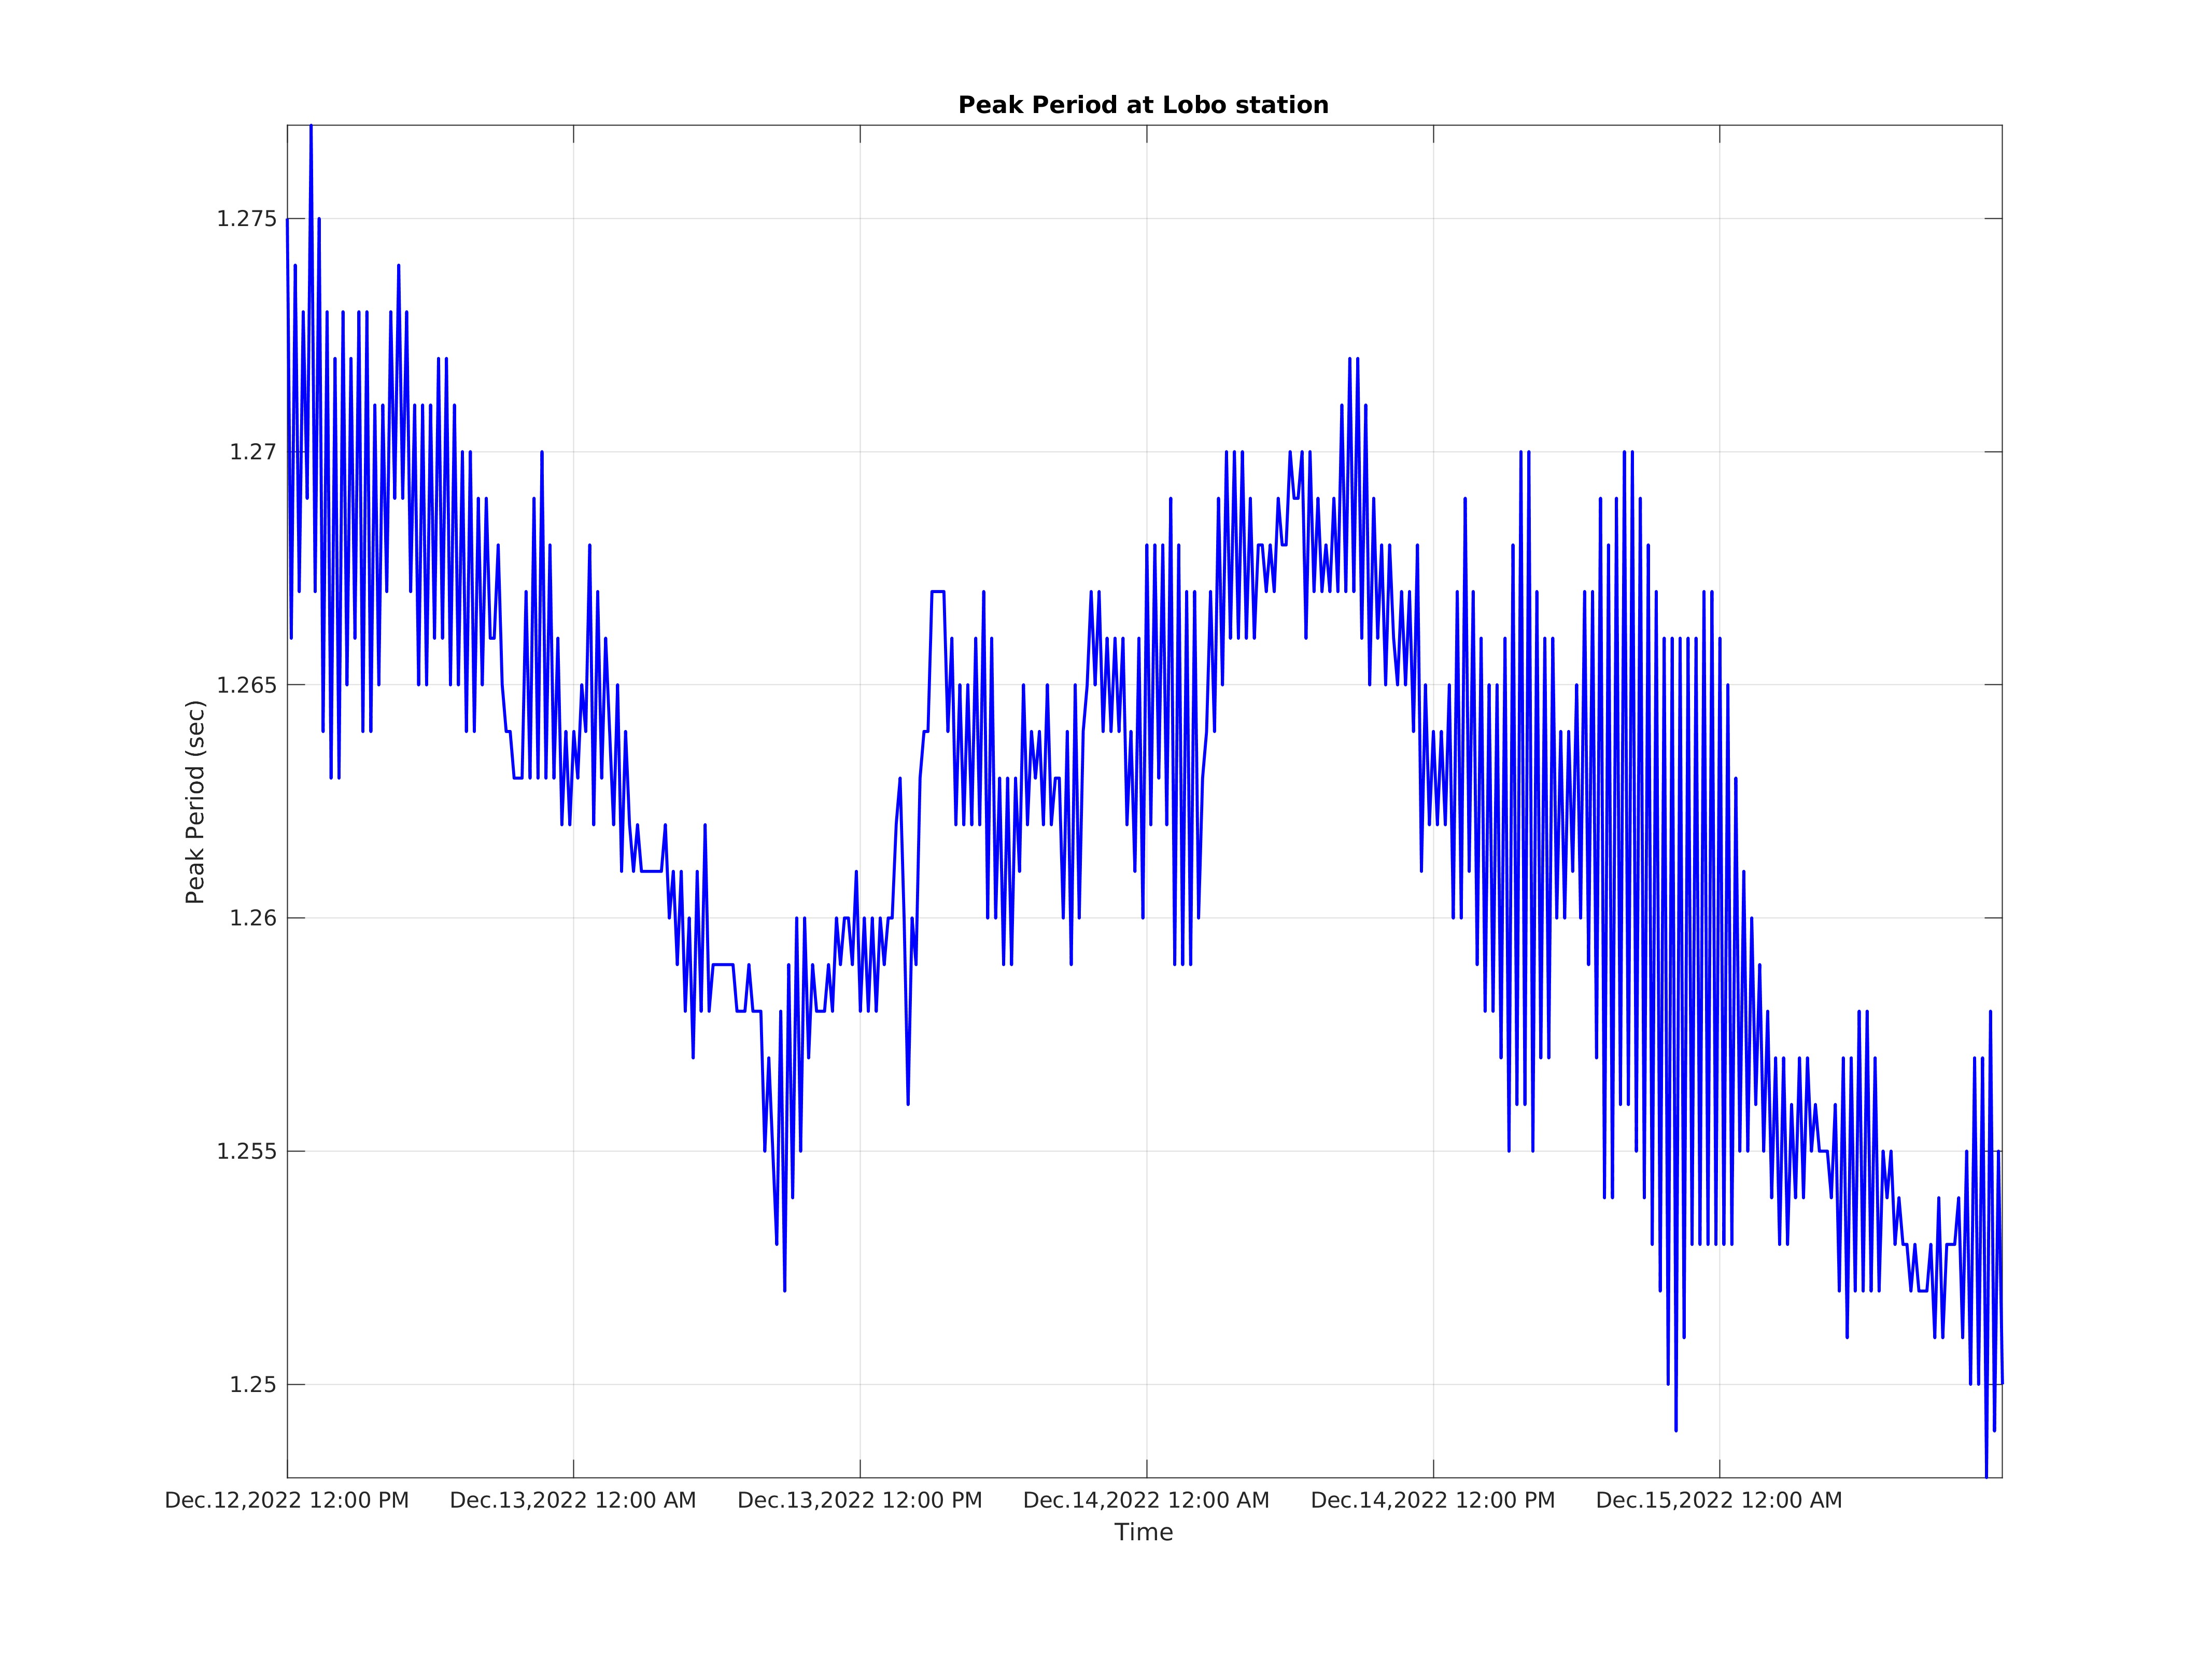 Peak Period at Lobo station
1.275
1.27
1.265
1.26
1.255
1.25
Peak Period (sec)
Dec.12,2022 12:00 PM Dec.13,2022 12:00 AM Dec.13,2022 12:00 PM Dec.14,2022 12:00 AM Dec.14,2022 12:00 PM Dec.15,2022 12:00 AM
Time